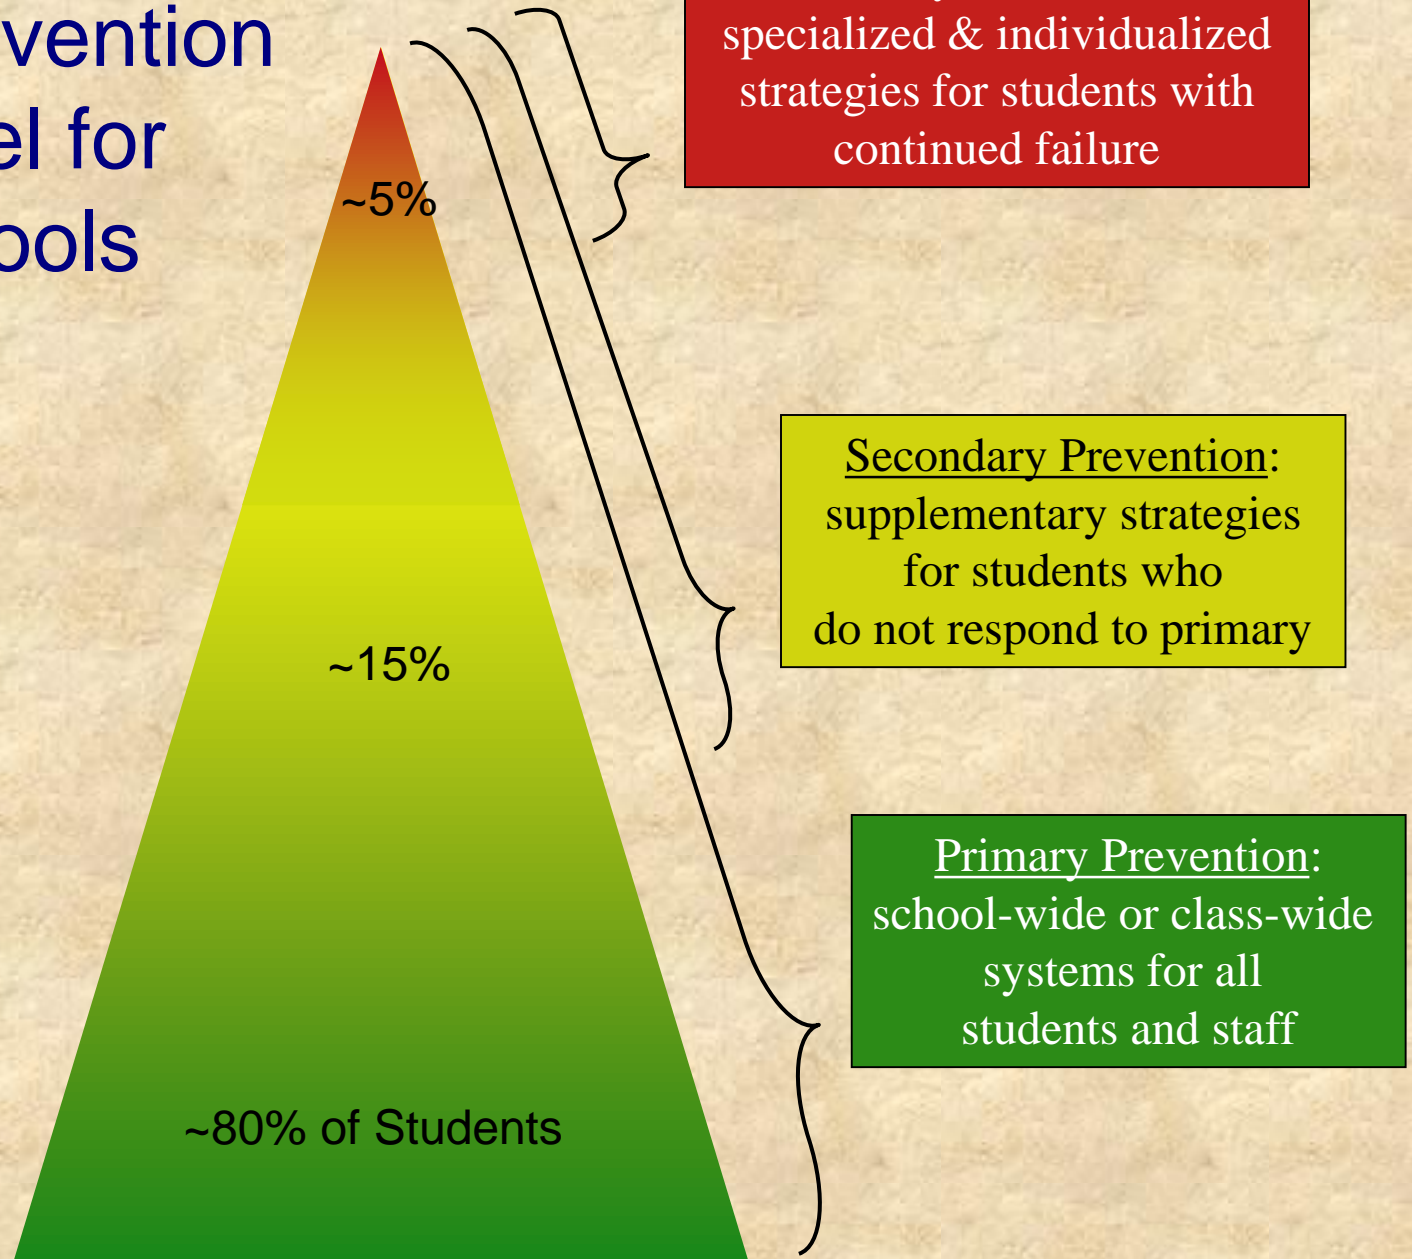 vention
el for
ools
specialized & individualized
strategies for students with
continued failure
~5%
Secondary Prevention:
supplementary strategies
for students who
do not respond to primary
~15%
Primary Prevention:
school-wide or class-wide
systems for all
students and staff
~80% of Students